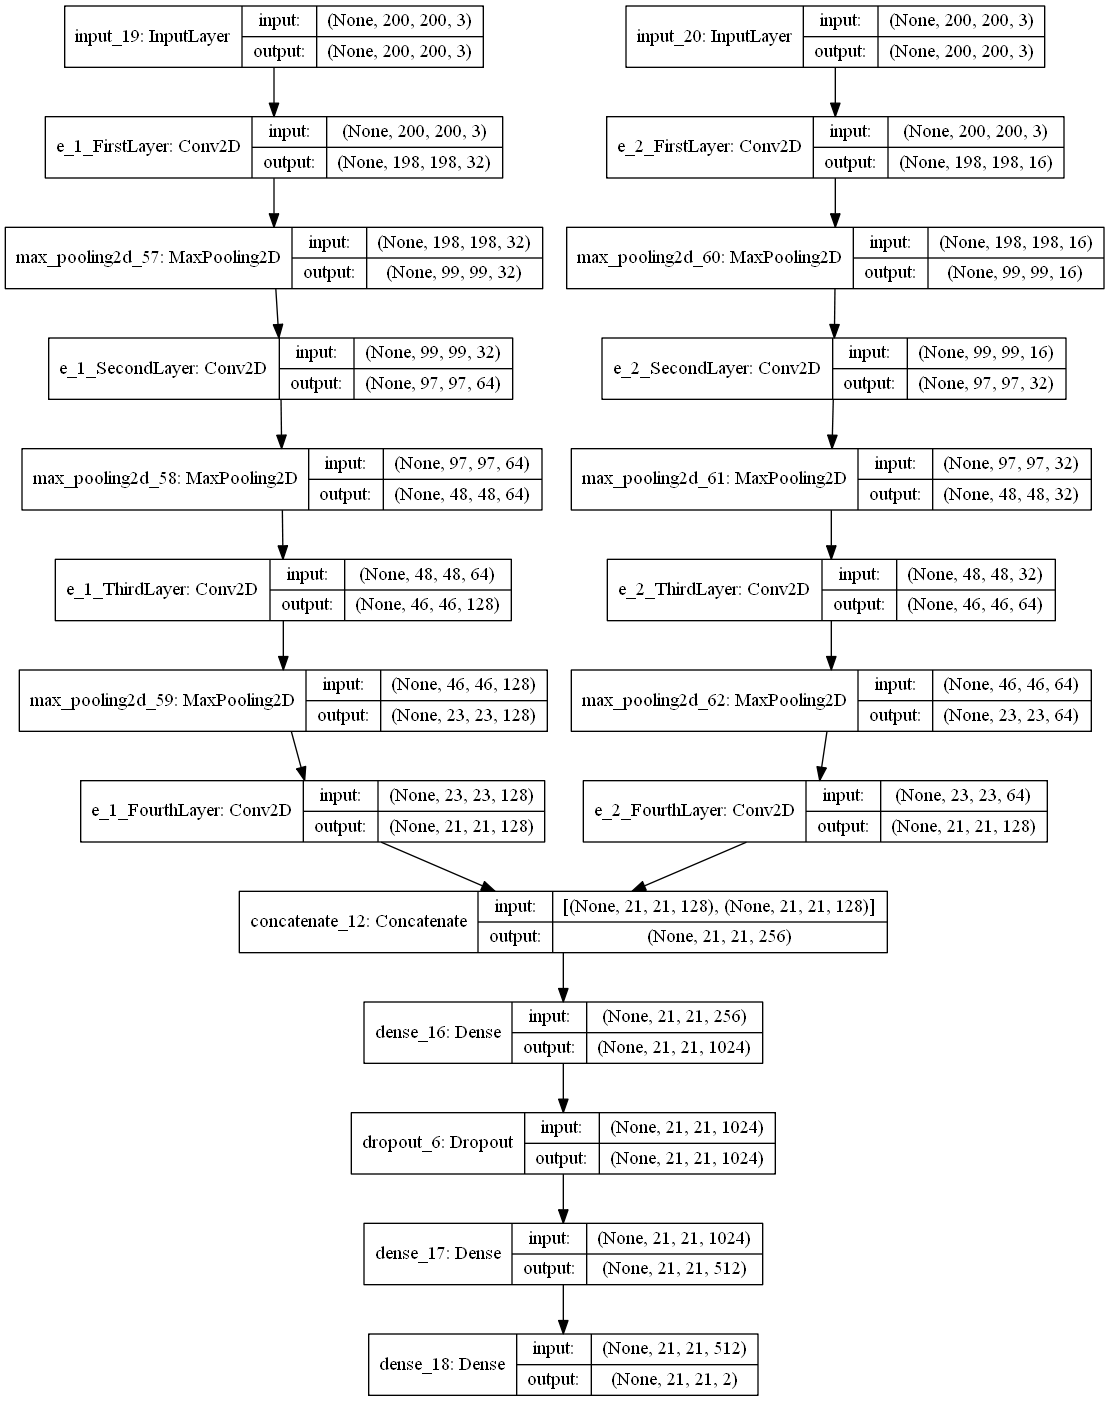 input_19: InputLayer
input: (None, 200, 200, 3)
output: (None, 200, 200, 3)
input_20: InputLayer
input: (None, 200, 200, 3)
output: (None, 200, 200, 3)
e_1_FirstLayer: Conv2D
input: (None, 200, 200, 3)
output: (None, 198, 198, 32)
e_2_FirstLayer: Conv2D
input: (None, 200, 200, 3)
output: (None, 198, 198, 16)
max_pooling2d_57: MaxPooling2D
input: (None, 198, 198, 32)
output: (None, 99, 99, 32)
max_pooling2d_60: MaxPooling2D
input: (None, 198, 198, 16)
output: (None, 99, 99, 16)
e_1_SecondLayer: Conv2D
input: (None, 99, 99, 32)
output: (None, 97, 97, 64)
e_2_SecondLayer: Conv2D
input: (None, 99, 99, 16)
output: (None, 97, 97, 32)
max_pooling2d_58: MaxPooling2D
input: (None, 97, 97, 64)
output: (None, 48, 48, 64)
max_pooling2d_61: MaxPooling2D
input: (None, 97, 97, 32)
output: (None, 48, 48, 32)
e_1_ThirdLayer: Conv2D
input: (None, 48, 48, 64)
output: (None, 46, 46, 128)
e_2_ThirdLayer: Conv2D
input: (None, 48, 48, 32)
output: (None, 46, 46, 64)
max_pooling2d_59: MaxPooling2D
input: (None, 46, 46, 128)
output: (None, 23, 23, 128)
max_pooling2d_62: MaxPooling2D
input: (None, 46, 46, 64)
output: (None, 23, 23, 64)
e_1_FourthLayer: Conv2D
input: (None, 23, 23, 128)
output: (None, 21, 21, 128)
e_2_FourthLayer: Conv2D
input: (None, 23, 23, 64)
output: (None, 21, 21, 128)
concatenate_12: Concatenate
input: [(None, 21, 21, 128), (None, 21, 21, 128)]
output: (None, 21, 21, 256)
dense_16: Dense
input: (None, 21, 21, 256)
output: (None, 21, 21, 1024)
dropout_6: Dropout
input: (None, 21, 21, 1024)
output: (None, 21, 21, 1024)
dense_17: Dense
input: (None, 21, 21, 1024)
output: (None, 21, 21, 512)
dense_18: Dense
input: (None, 21, 21, 512)
output: (None, 21, 21, 2)